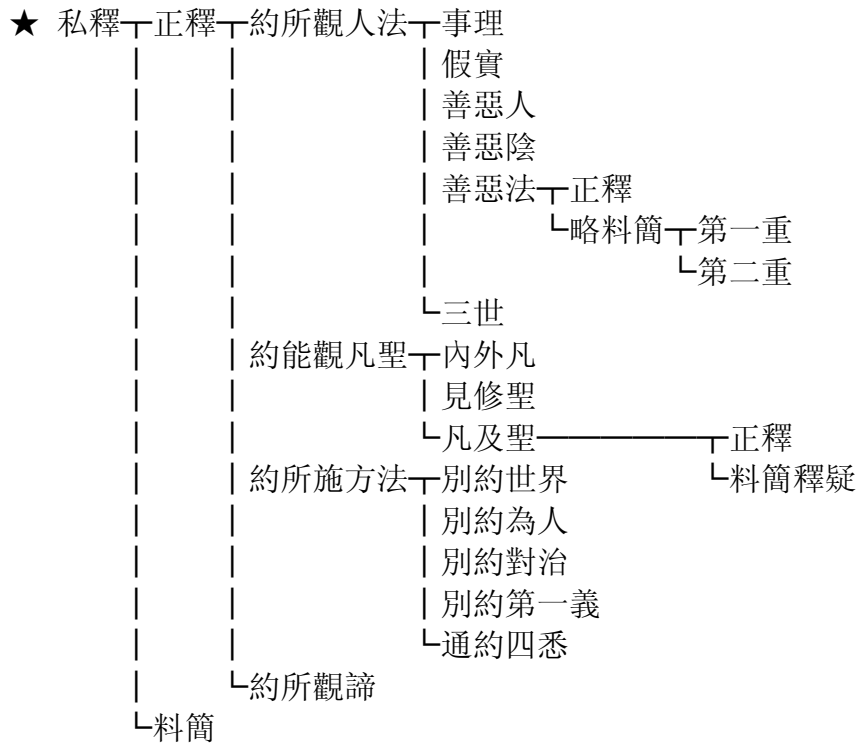 ★ 私釋┬正釋┬約所觀人法┬事理
假實
善惡人
善惡陰
善惡法┬正釋
└略料簡┬第一重
└第二重
└三世
約能觀凡聖┬內外凡
見修聖
└凡及聖─────┬正釋
約所施方法┬別約世界 └料簡釋疑
別約為人
別約對治
別約第一義
└通約四悉
└約所觀諦
└料簡